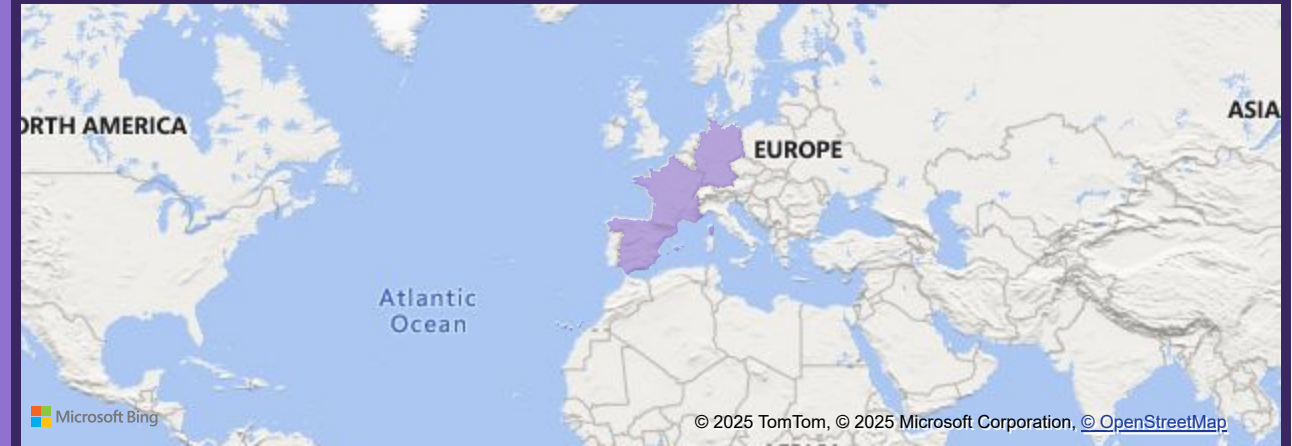 ORTH AMERICA
ASIA
EUROPE
Atlantic
Ocean
Microsoft Bing
© 2025 TomTom, © 2025 Microsoft Corporation, © OpenStreetMap